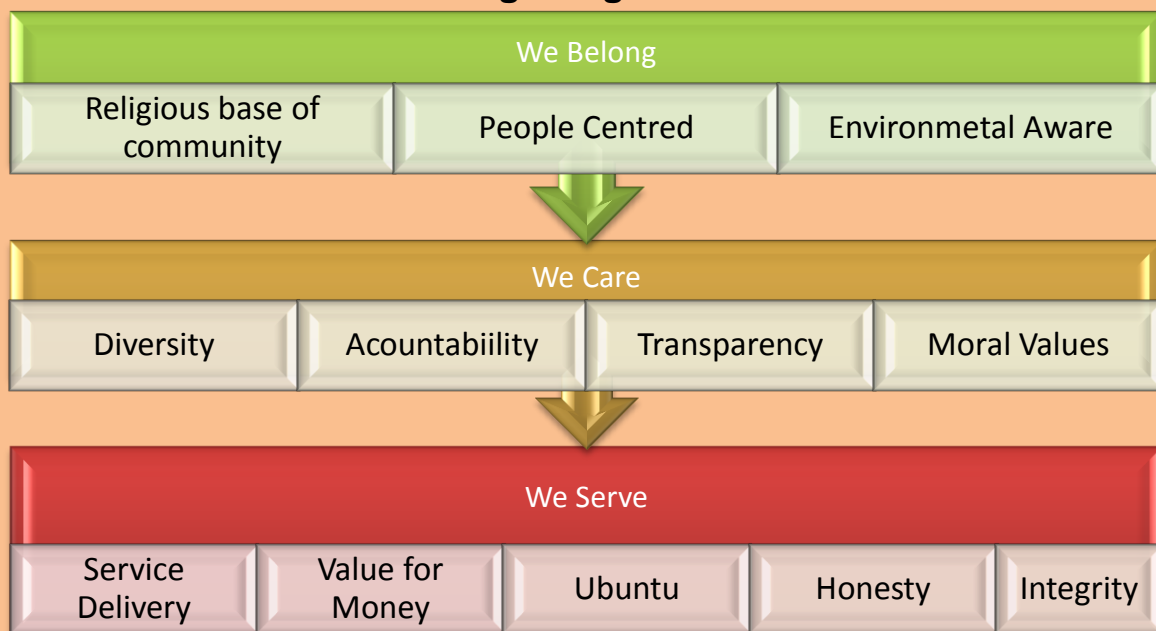 We Belong
Religious base of
community
People Centred
Environmetal Aware
We Care
Diversity
Acountabiility
Transparency
Moral Values
We Serve
Service
Delivery
Value for
Money
Ubuntu
Honesty
Integrity